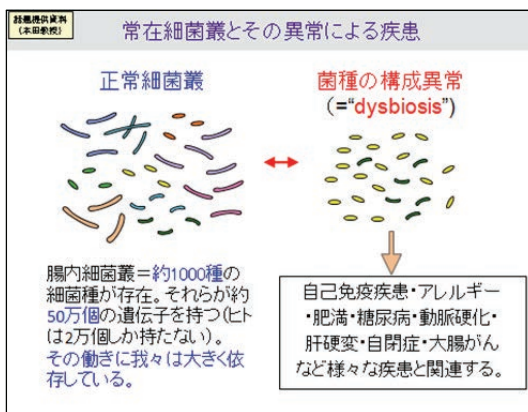 話題提供資料
(本田教授)
常在細菌叢とその異常による疾患
正常細菌叢
菌種の構成異常
(=“dysbiosis”)
腸内細菌叢=約1000種の
細菌種が存在。それらが約
50万個の遺伝子を持つ(ヒト
は2万個しか持たない)。
その働きに我々は大きく依
存している。
自己免疫疾患・アレルギー
・肥満・糖尿病・動脈硬化・
肝硬変・自閉症・大腸がん
など様々な疾患と関連する。